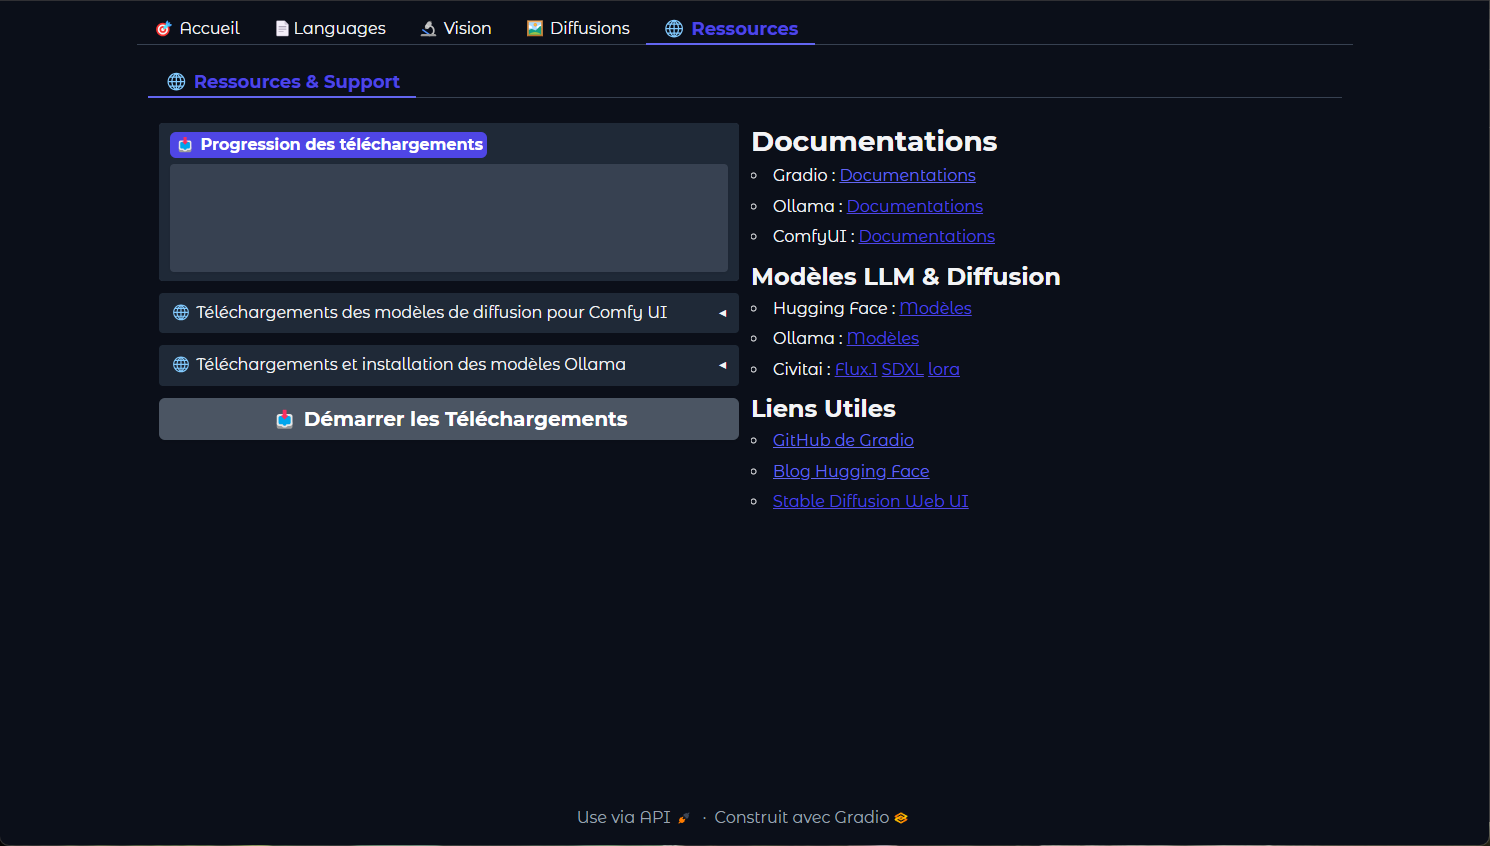 Accueil
Languages
Vision
Diffusions
Ressources
Ressources & Support
Progression des téléchargements
Téléchargements des modèles de diffusion pour Comfy UI
Téléchargements et installation des modèles Ollama
Démarrer les Téléchargements
Documentations
Gradio : Documentations
Ollama : Documentations
ComfyUI : Documentations
Modèles LLM & Diffusion
Hugging Face : Modèles
Ollama : Modèles
Civitai : Flux.1 SDXL lora
Liens Utiles
GitHub de Gradio
Blog Hugging Face
Stable Diffusion Web UI
Use via API · Construit avec Gradio